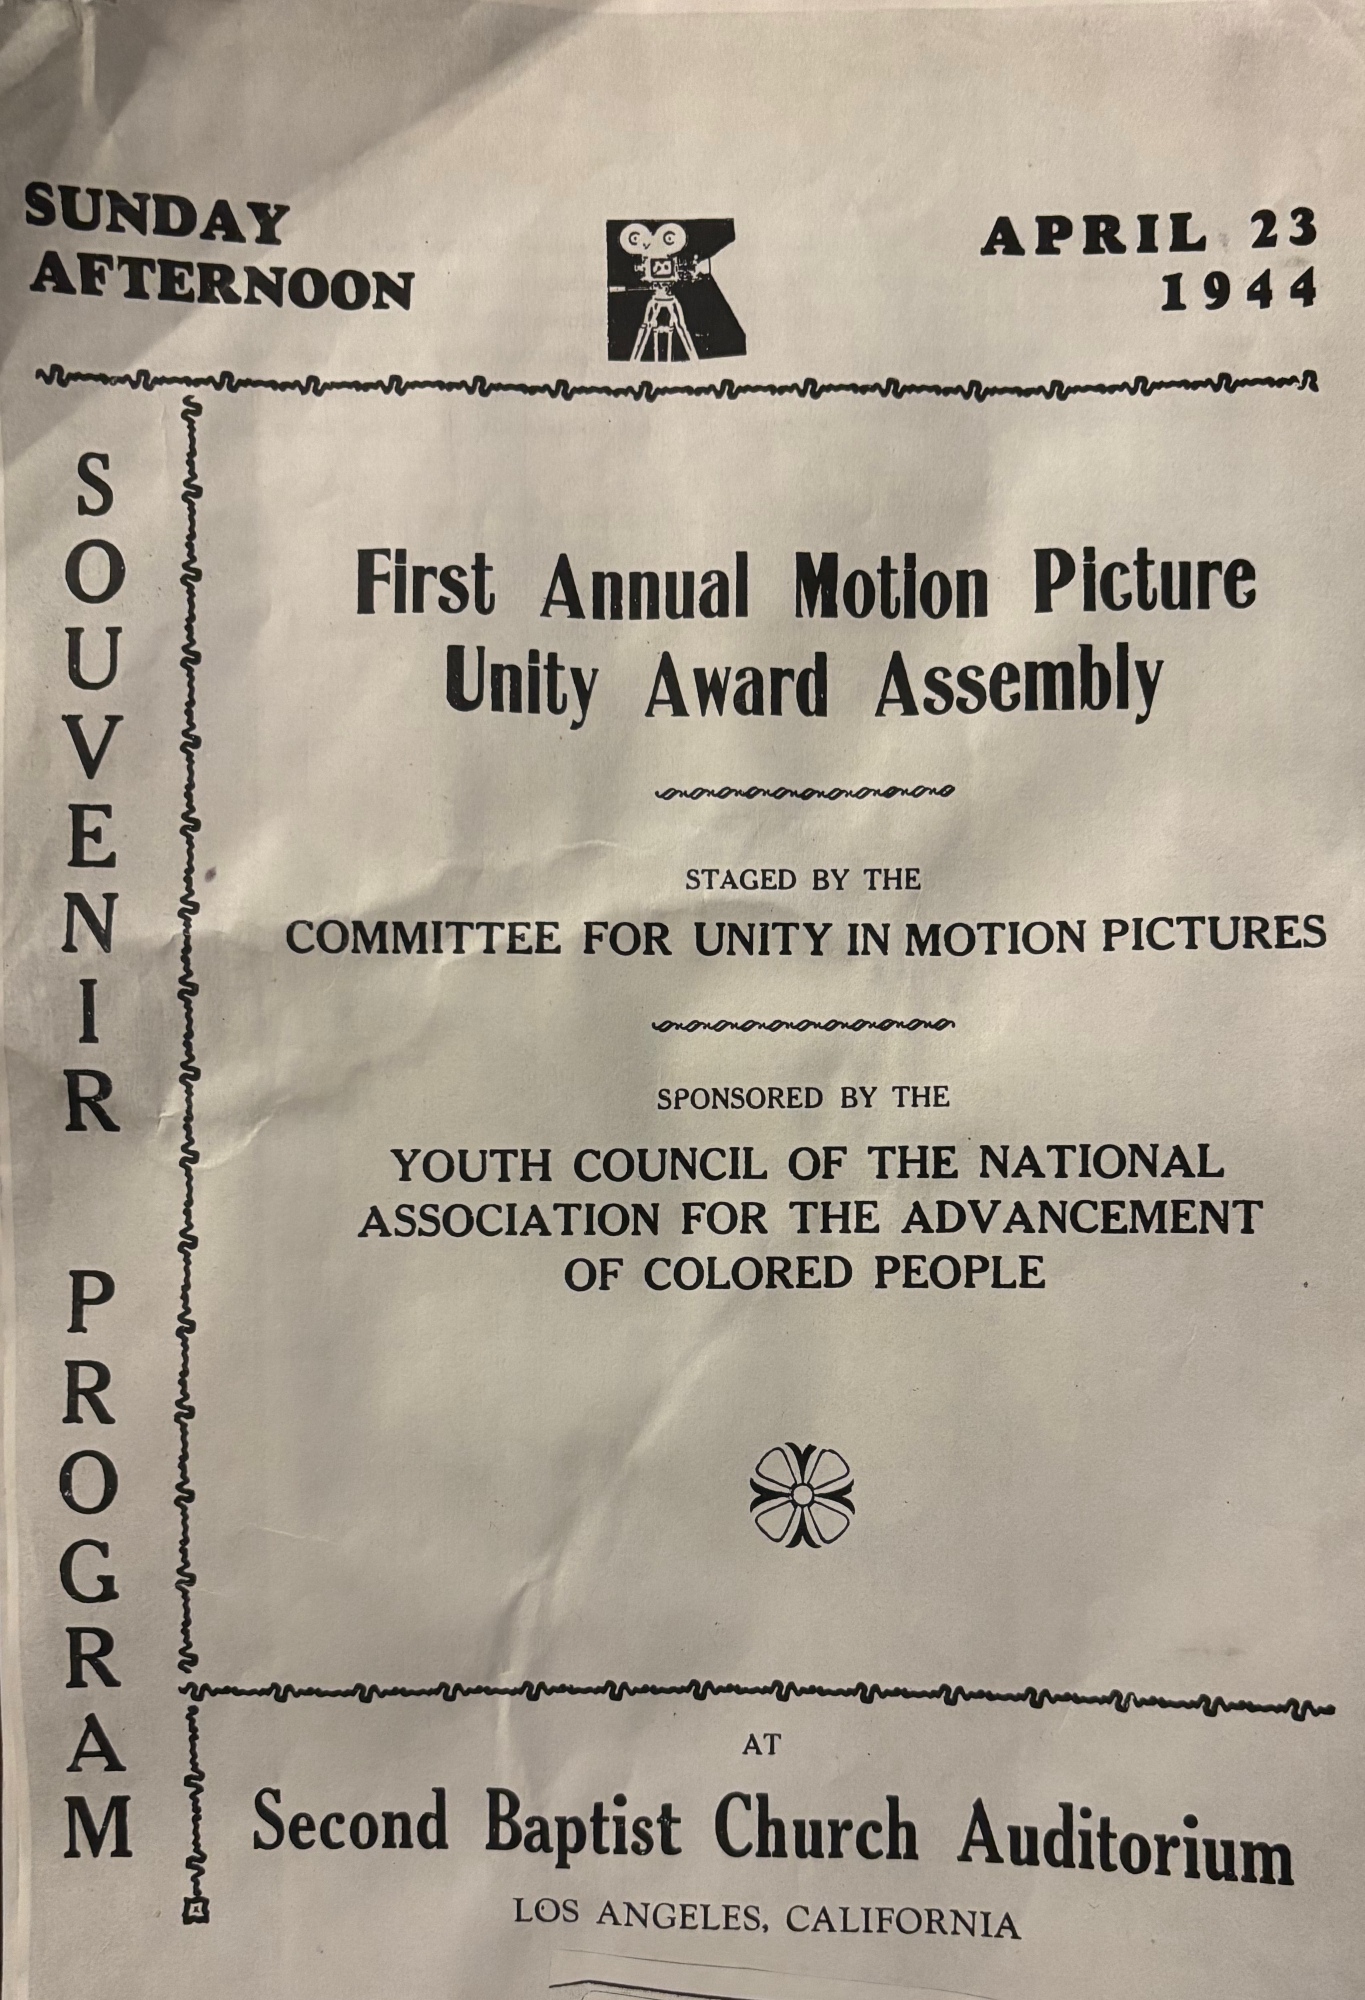 SUNDAY
AFTERNOON
APRIL 23
1944
SOUVENIR PROGRAM
First Annual Motion Picture
Unity Award Assembly
STAGED BY THE
COMMITTEE FOR UNITY IN MOTION PICTURES
SPONSORED BY THE
YOUTH COUNCIL OF THE NATIONAL
ASSOCIATION FOR THE ADVANCEMENT
OF COLORED PEOPLE
AT
Second Baptist Church Auditorium
LOS ANGELES, CALIFORNIA